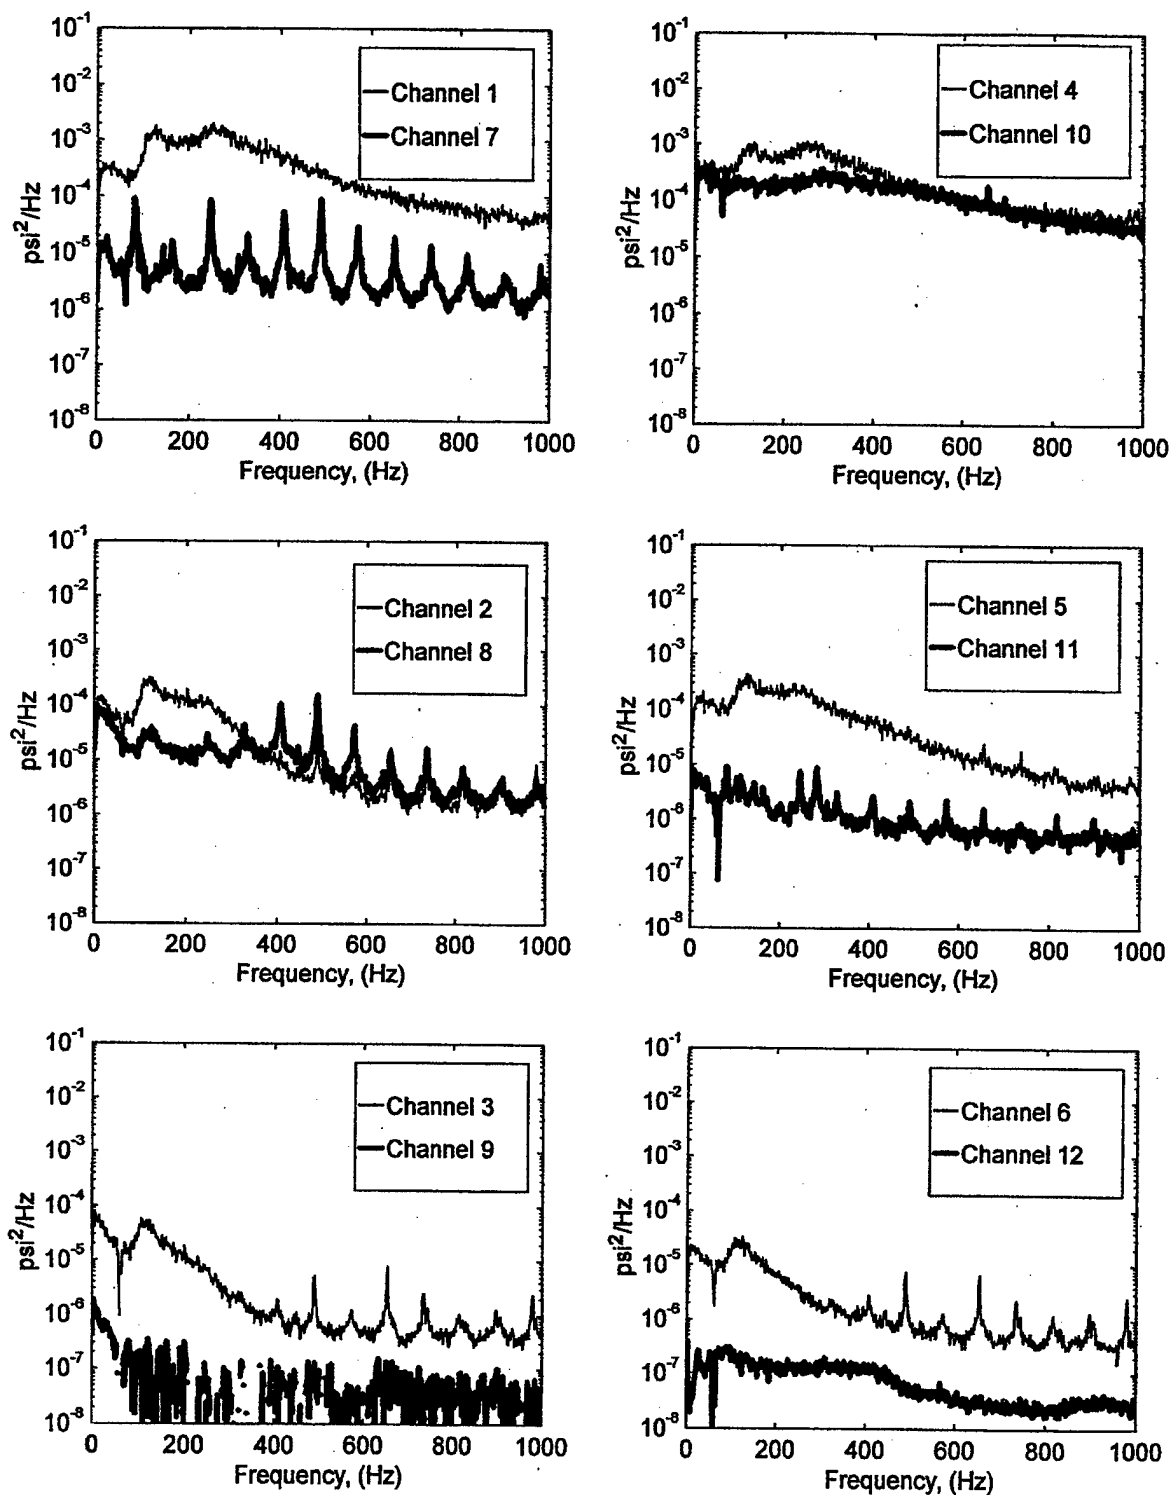 10^-1
10^-2
10^-3
10^-4
10^-5
10^-6
10^-7
10^-8
psi^2/Hz
Channel 1
Channel 7
0 200 400 600 800 1000
Frequency, (Hz)
10^-1
10^-2
10^-3
10^-4
10^-5
10^-6
10^-7
10^-8
psi^2/Hz
Channel 4
Channel 10
0 200 400 600 800 1000
Frequency, (Hz)
10^-1
10^-2
10^-3
10^-4
10^-5
10^-6
10^-7
10^-8
psi^2/Hz
Channel 2
Channel 8
0 200 400 600 800 1000
Frequency, (Hz)
10^-1
10^-2
10^-3
10^-4
10^-5
10^-6
10^-7
10^-8
psi^2/Hz
Channel 5
Channel 11
0 200 400 600 800 1000
Frequency, (Hz)
10^-1
10^-2
10^-3
10^-4
10^-5
10^-6
10^-7
10^-8
psi^2/Hz
Channel 3
Channel 9
0 200 400 600 800 1000
Frequency, (Hz)
10^-1
10^-2
10^-3
10^-4
10^-5
10^-6
10^-7
10^-8
psi^2/Hz
Channel 6
Channel 12
0 200 400 600 800 1000
Frequency, (Hz)